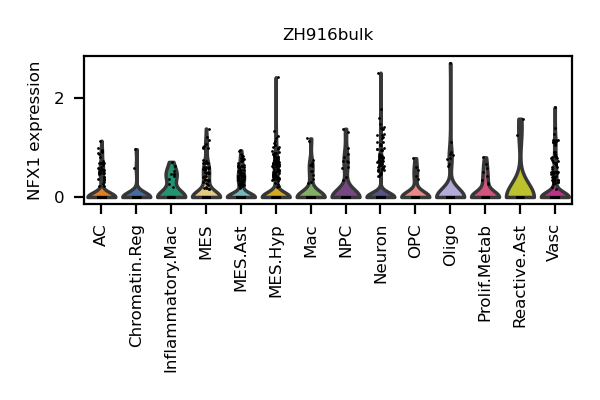 ZH916bulk
NFX1 expression
2
0
AC
Chromatin.Reg
Inflammatory.Mac
MES
MES.Ast
MES.Hyp
Mac
NPC
Neuron
OPC
Oligo
Prolif.Metab
Reactive.Ast
Vasc